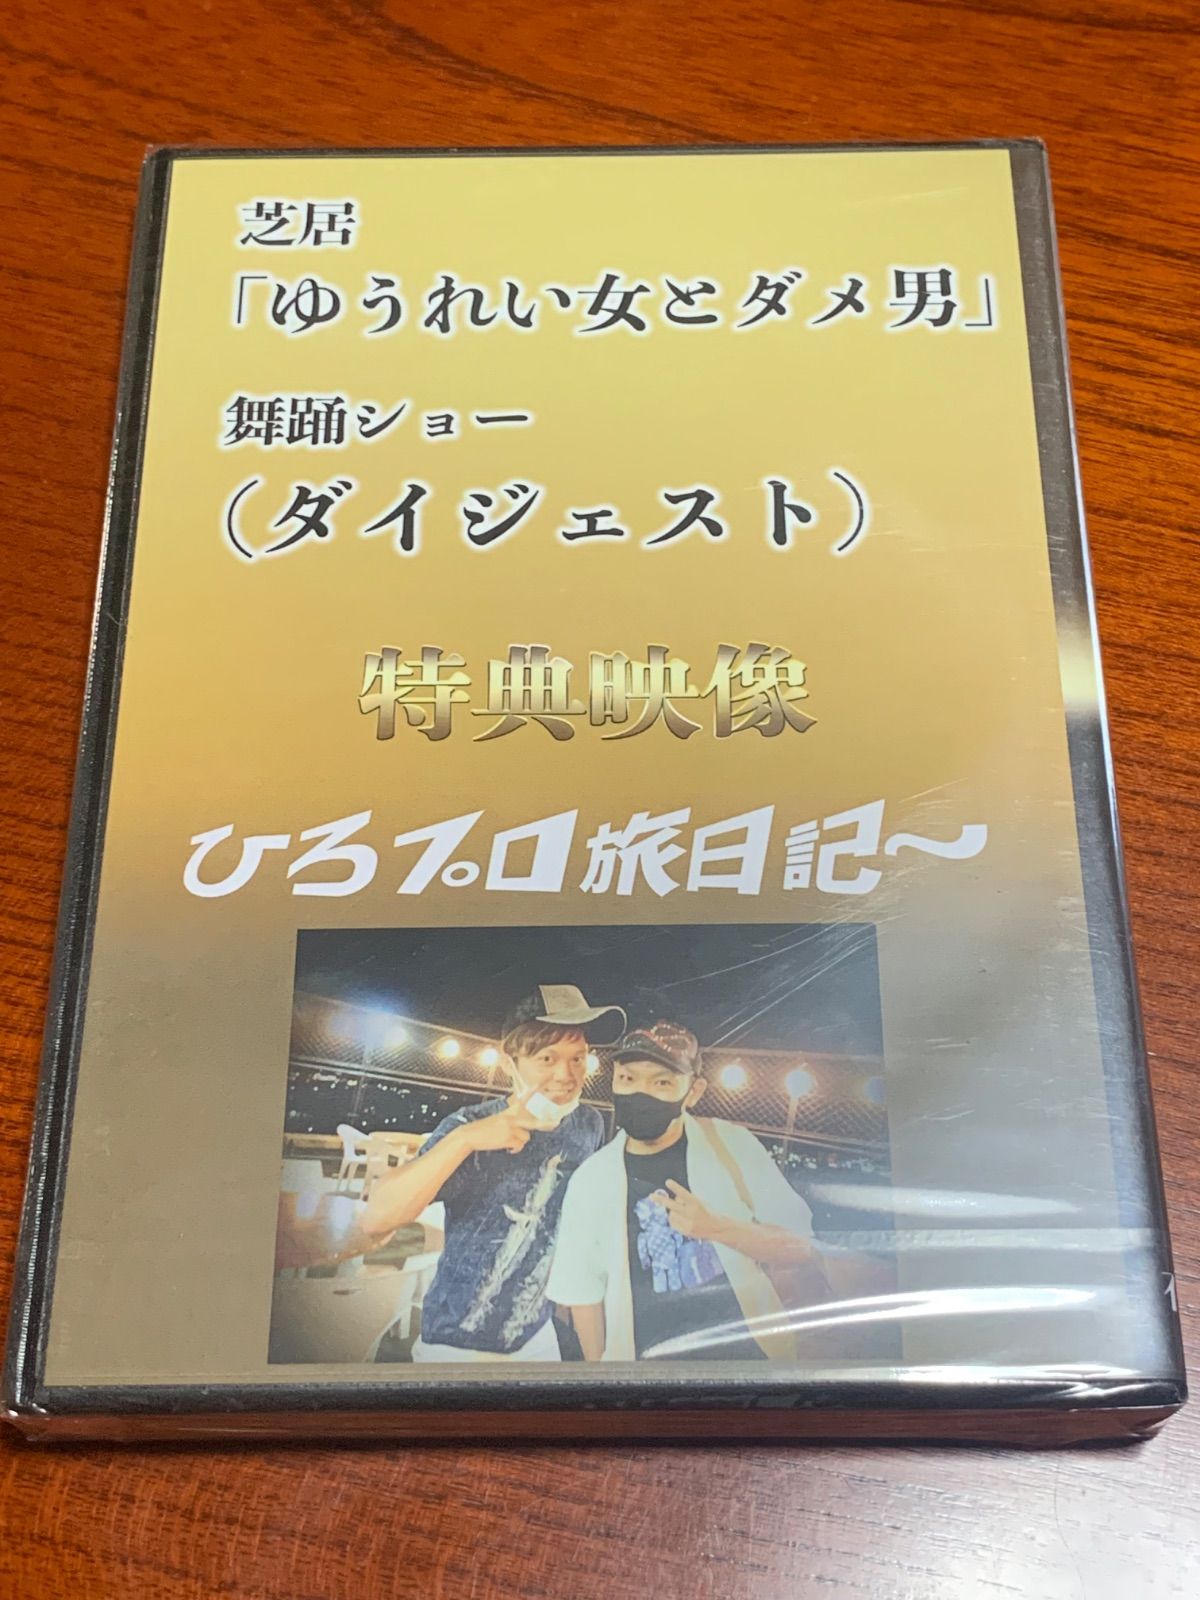 芝居
「ゆうれい女とダメ男」
舞踊ショー
（ダイジェスト）
特典映像
ひろプロ旅日記〜